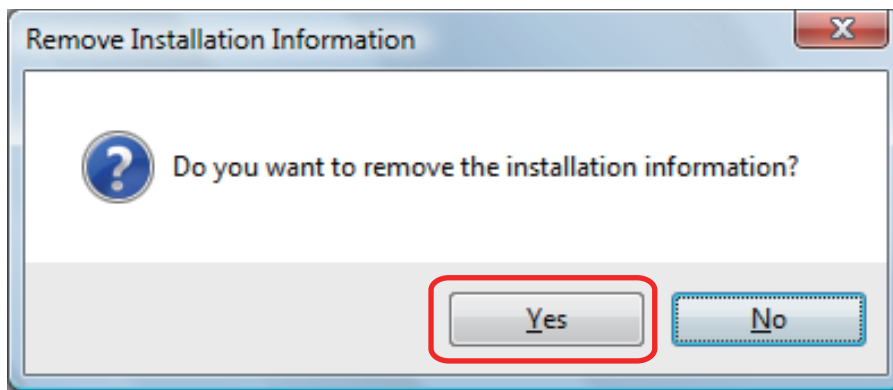 Remove Installation Information
Do you want to remove the installation information?
Yes
No